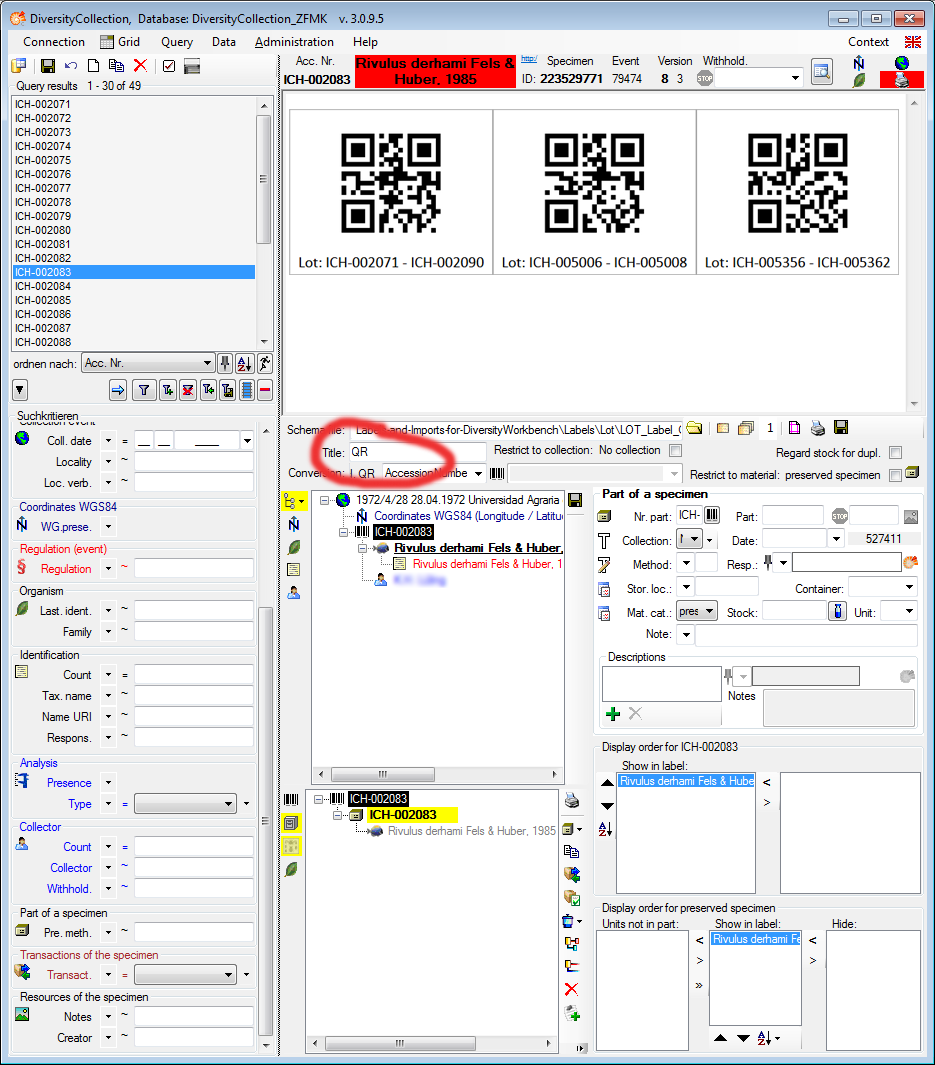 DiversityCollection, Database: DiversityCollection_ZFMK v. 3.0.9.5
Connection Grid Query Data Administration Help Context
Query results 1 - 30 of 49
ICH-002071
ICH-002072
ICH-002073
ICH-002074
ICH-002075
ICH-002076
ICH-002077
ICH-002078
ICH-002079
ICH-002080
ICH-002081
ICH-002082
ICH-002083
ICH-002084
ICH-002085
ICH-002086
ICH-002087
ICH-002088
ordnen nach: Acc. Nr.
Suchkritieren
Collection event
Coll. date = __ __ ____
Locality ~
Loc. verb. ~
Coordinates WGS84
WG.prese.
Regulation (event)
Regulation ~
Organism
Last. ident. ~
Family ~
Identification
Count =
Tax. name ~
Name URI ~
Respons. ~
Analysis
Presence
Type =
Collector
Count =
Collector ~
Withhold. ~
Part of a specimen
Pre. meth. ~
Transactions of the specimen
Transact. =
Resources of the specimen
Notes ~
Creator ~
Acc. Nr.
ICH-002083
Rivulus derhami Fels &
Huber, 1985
http:/
Specimen Event Version Withhold.
ID: 223529771 79474 8 3 STOP
Lot: ICH-002071 - ICH-002090
Lot: ICH-005006 - ICH-005008
Lot: ICH-005356 - ICH-005362
Label-and-Imports-for-DiversityWorkbench\Labels\Lot\LOT_Label_ 1
Title: QR Restrict to collection: No collection Regard stock for dupl.
QR AccessionNumbe Restrict to material: preserved specimen
1972/4/28 28.04.1972 Universidad Agraria
Coordinates WGS84 (Longitude / Latitu
ICH-002083
Rivulus derhami Fels & Huber,
Rivulus derhami Fels & Huber, 1
Part of a specimen
Nr. part: ICH- Part: STOP
Collection: Date: 527411
Method: Resp.:
Stor. loc.: Container:
Mat. cat.: pres Stock: Unit:
Note:
Descriptions
Notes
ICH-002083
ICH-002083
Rivulus derhami Fels & Huber, 1985
Display order for ICH-002083
Show in label:
Rivulus derhami Fels & Hube
<
>
Display order for preserved specimen
Units not in part: Show in label: Hide:
Rivulus derhami Fe
< <
> >
»